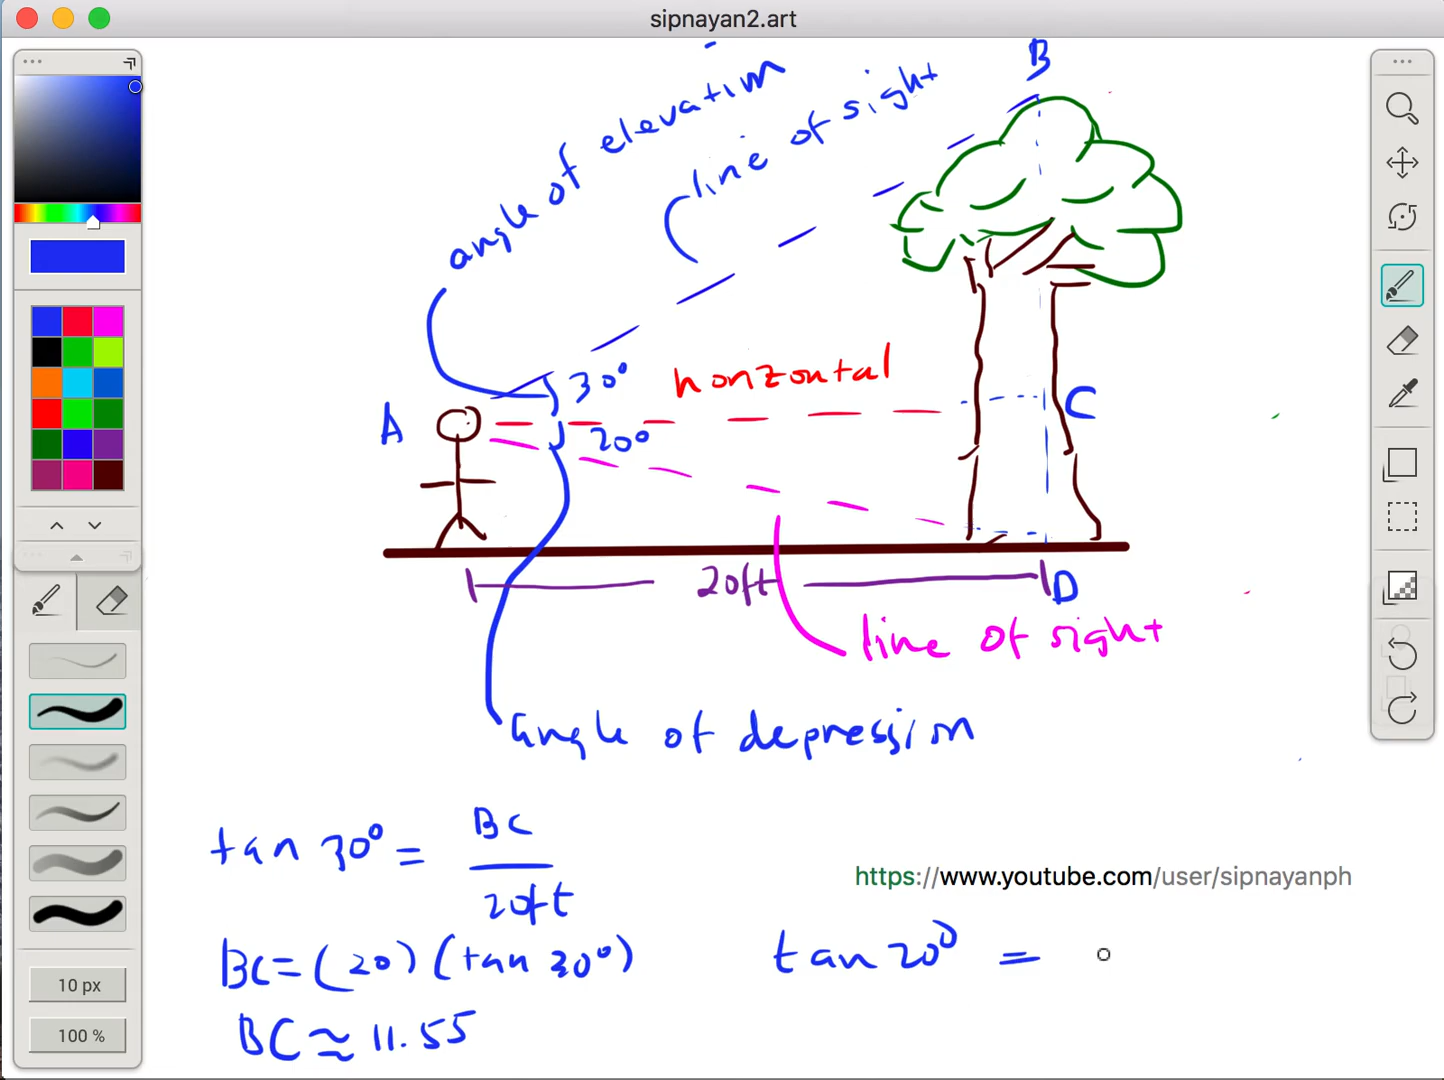 sipnayan2.art
B
angle of elevation
line of sight
30°
horizontal
A
C
20°
20ft
D
line of sight
angle of depression
tan 30° = BC
20ft
https://www.youtube.com/user/sipnayanph
BC = (20) (tan 30°)
tan 20° =
BC ≈ 11.55
10 px
100 %